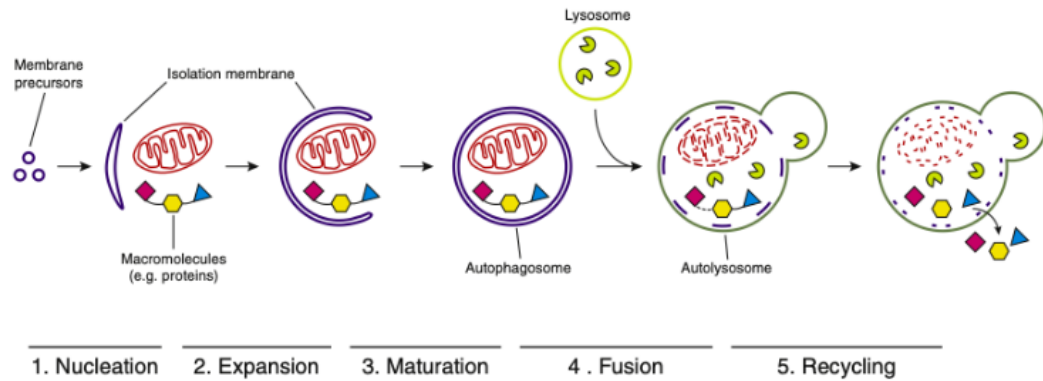 Lysosome
Membrane
precursors
Isolation membrane
Macromolecules
(e.g. proteins)
Autophagosome
Autolysosome
1. Nucleation
2. Expansion
3. Maturation
4 . Fusion
5. Recycling